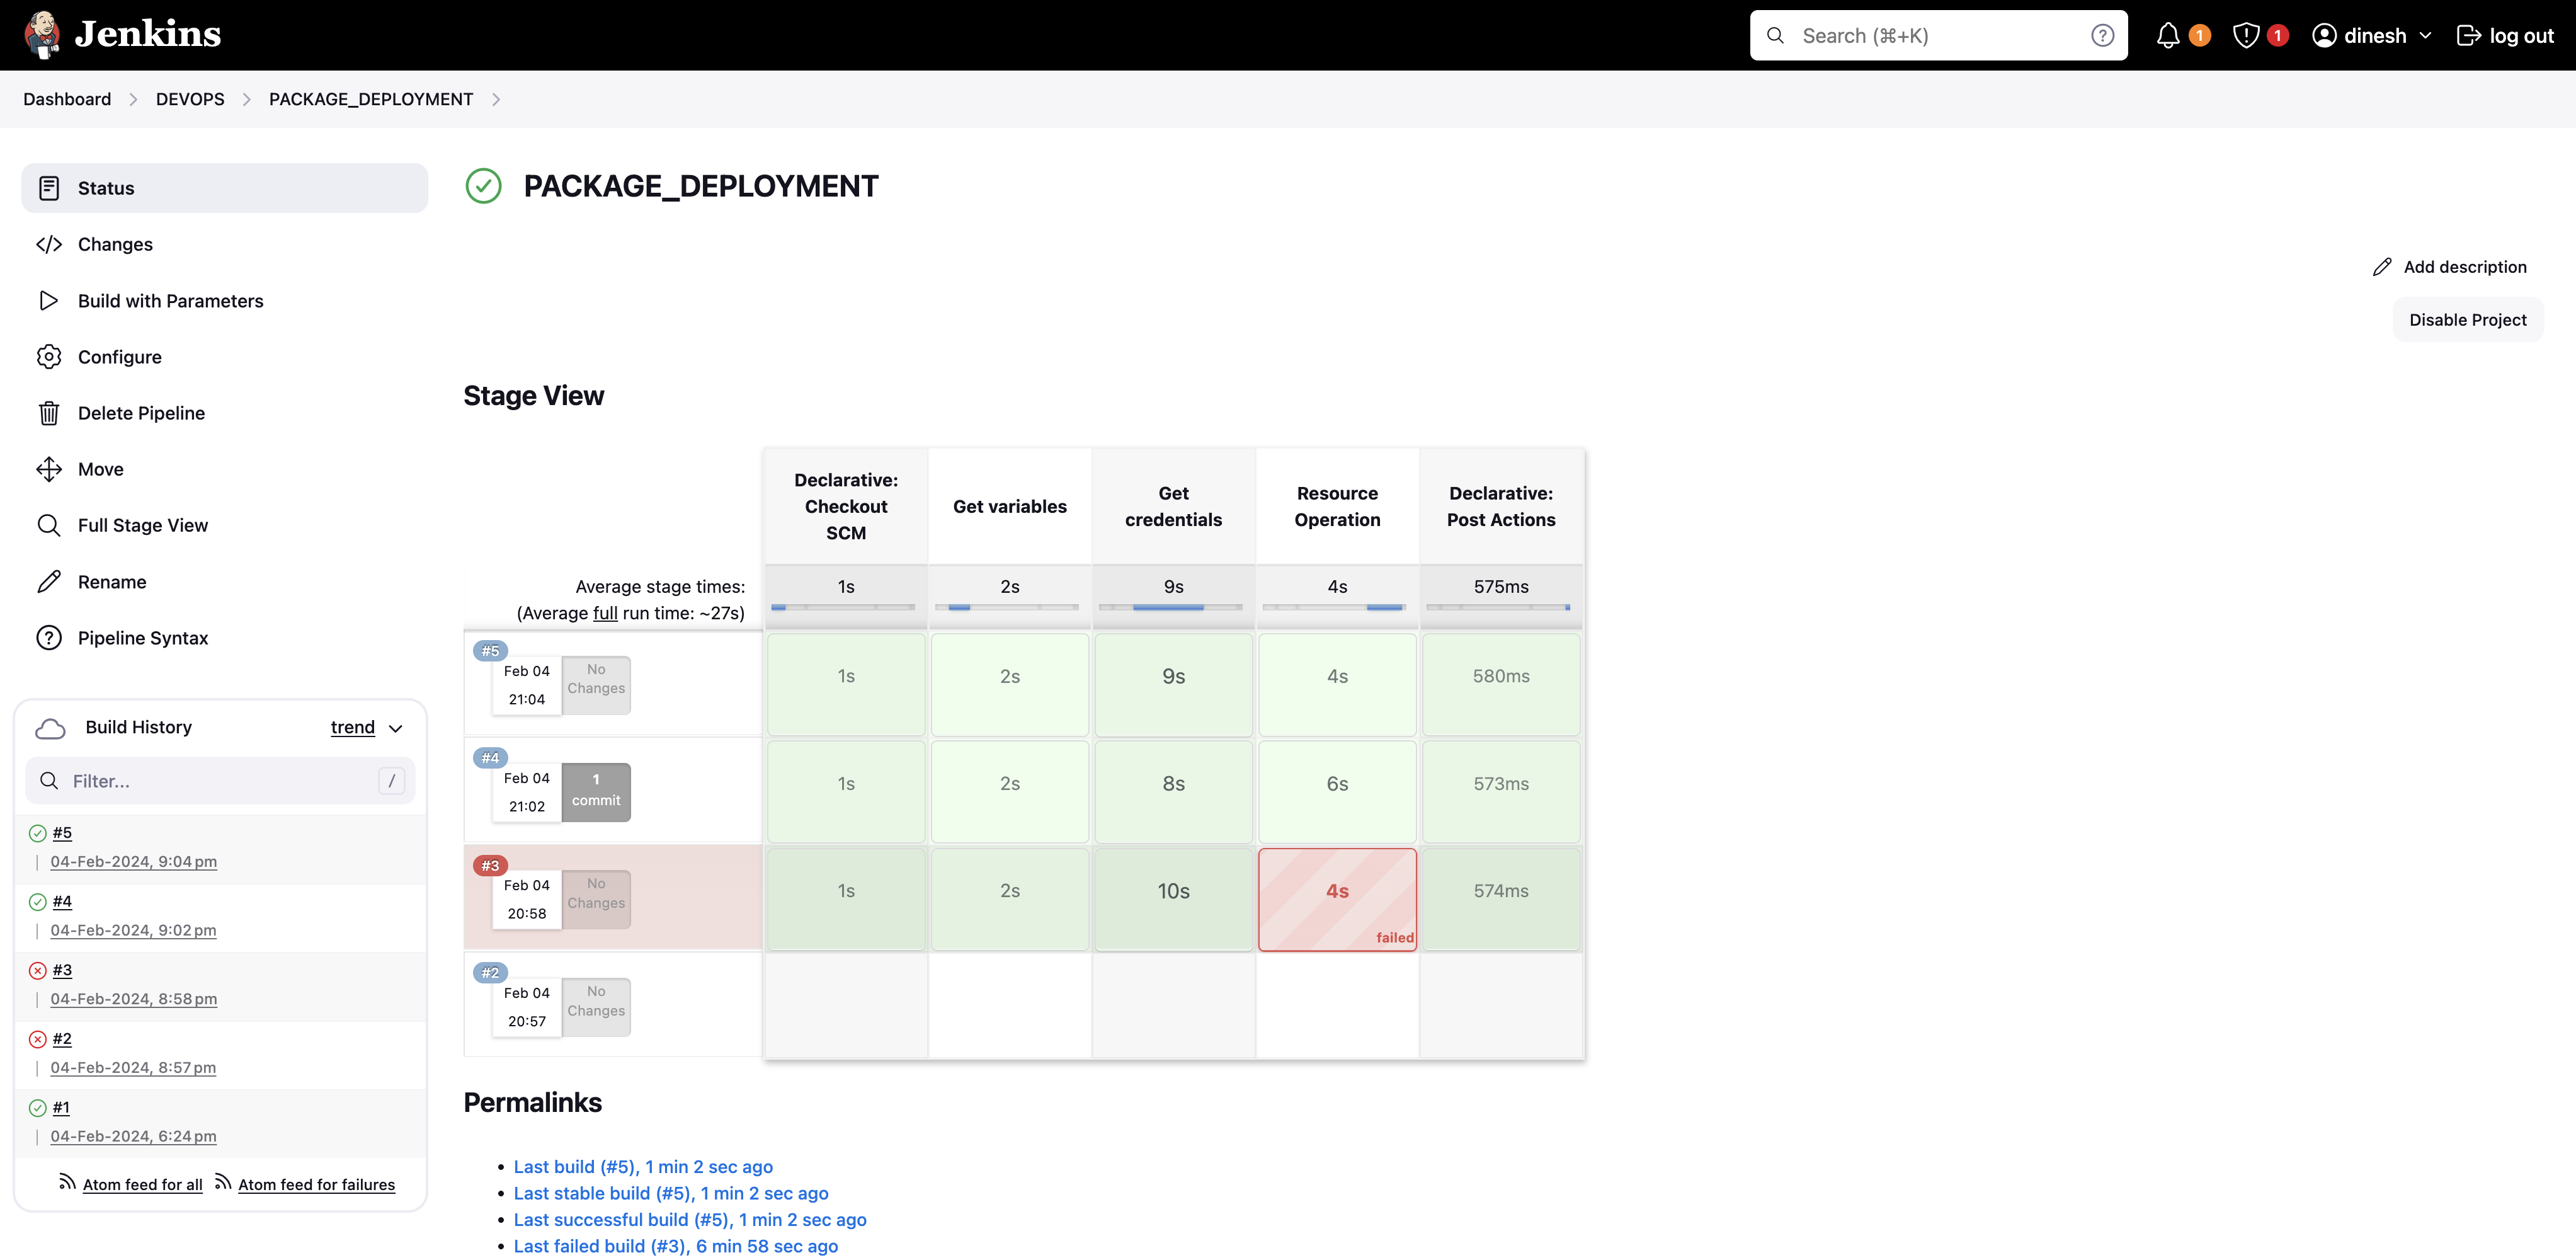 Jenkins
Search (⌘+K)
?
1
1
dinesh
log out
Dashboard
DEVOPS
PACKAGE_DEPLOYMENT
Status
Changes
Build with Parameters
Configure
Delete Pipeline
Move
Full Stage View
Rename
Pipeline Syntax
Build History
trend
Filter...
/
#5
04-Feb-2024, 9:04 pm
#4
04-Feb-2024, 9:02 pm
#3
04-Feb-2024, 8:58 pm
#2
04-Feb-2024, 8:57 pm
#1
04-Feb-2024, 6:24 pm
Atom feed for all
Atom feed for failures
PACKAGE_DEPLOYMENT
Add description
Disable Project
Stage View
Declarative:
Checkout
SCM
Get variables
Get
credentials
Resource
Operation
Declarative:
Post Actions
Average stage times:
(Average full run time: ~27s)
1s
2s
9s
4s
575ms
#5
Feb 04
21:04
No
Changes
1s
2s
9s
4s
580ms
#4
Feb 04
21:02
1
commit
1s
2s
8s
6s
573ms
#3
Feb 04
20:58
No
Changes
1s
2s
10s
4s
failed
574ms
#2
Feb 04
20:57
No
Changes
Permalinks
Last build (#5), 1 min 2 sec ago
Last stable build (#5), 1 min 2 sec ago
Last successful build (#5), 1 min 2 sec ago
Last failed build (#3), 6 min 58 sec ago